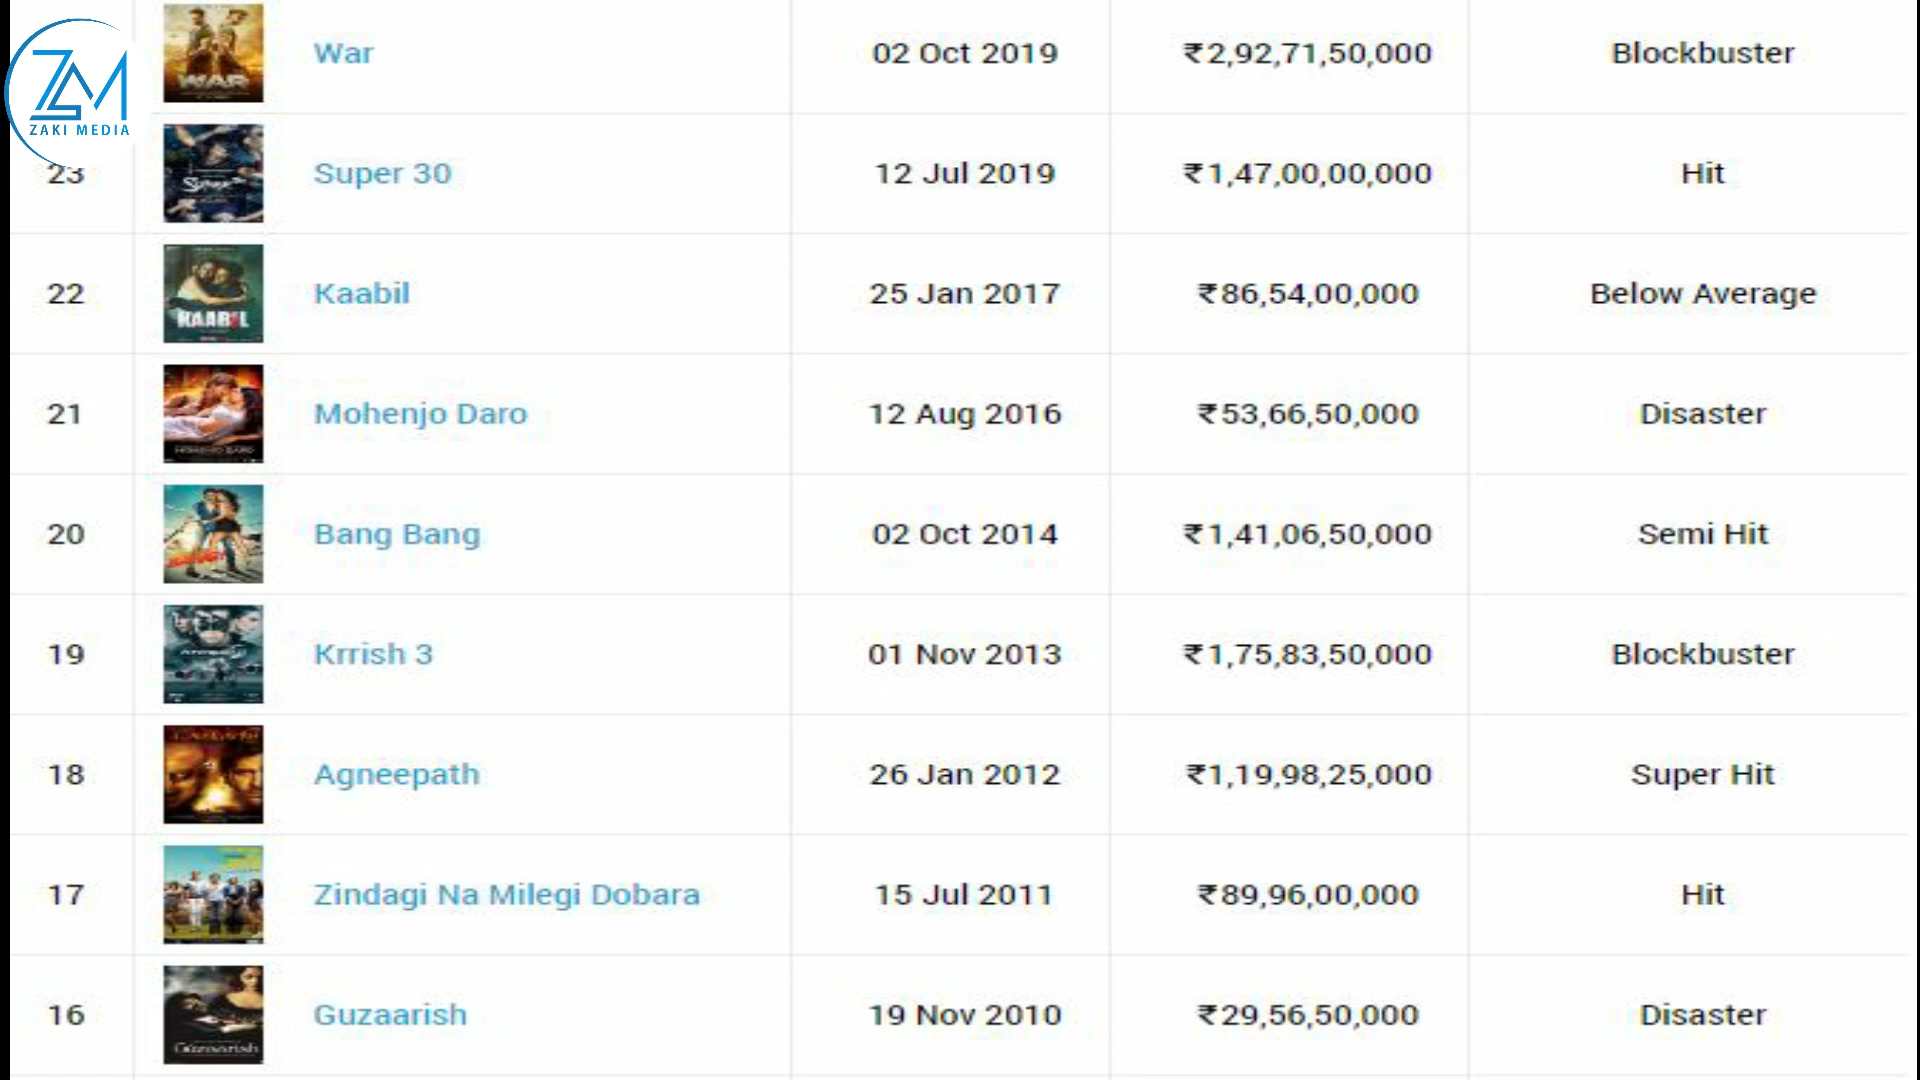 War 02 Oct 2019 ₹2,92,71,50,000 Blockbuster
ZM
ZAKI MEDIA
23 Super 30 12 Jul 2019 ₹1,47,00,00,000 Hit
22 Kaabil 25 Jan 2017 ₹86,54,00,000 Below Average
KAABIL
21 Mohenjo Daro 12 Aug 2016 ₹53,66,50,000 Disaster
20 Bang Bang 02 Oct 2014 ₹1,41,06,50,000 Semi Hit
19 Krrish 3 01 Nov 2013 ₹1,75,83,50,000 Blockbuster
18 Agneepath 26 Jan 2012 ₹1,19,98,25,000 Super Hit
17 Zindagi Na Milegi Dobara 15 Jul 2011 ₹89,96,00,000 Hit
16 Guzaarish 19 Nov 2010 ₹29,56,50,000 Disaster
Guzaarish